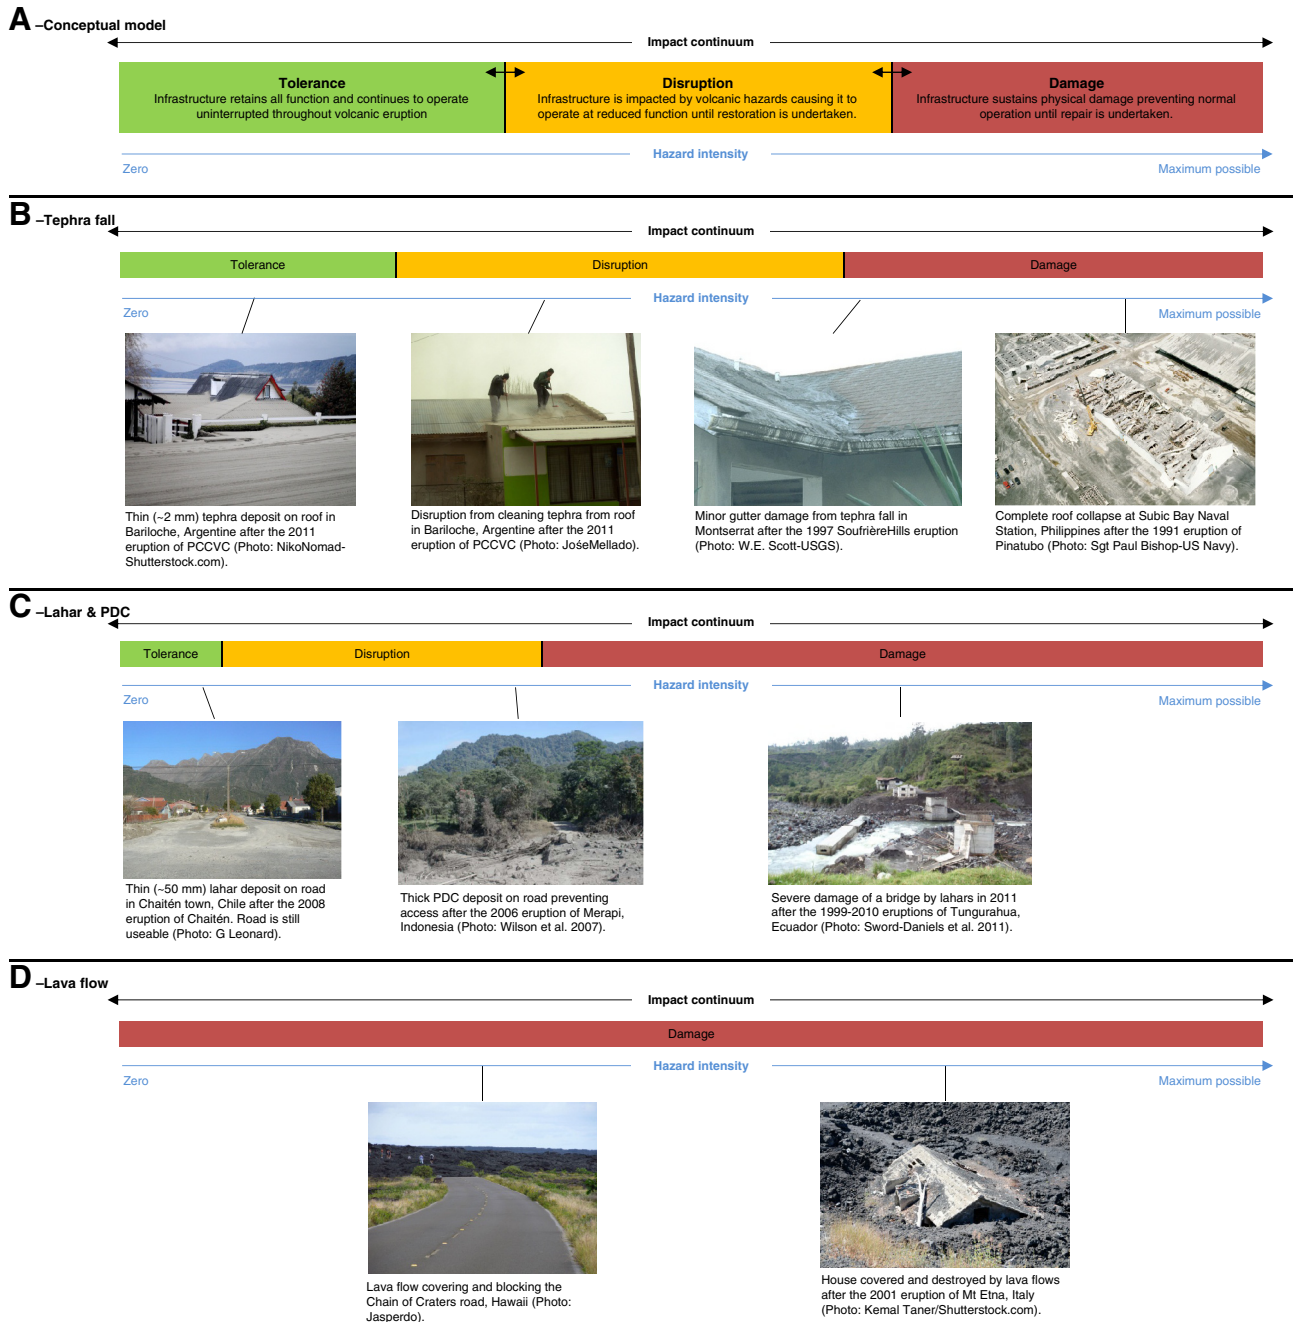 A –Conceptual model
Impact continuum
Tolerance
Infrastructure retains all function and continues to operate
uninterrupted throughout volcanic eruption
Disruption
Infrastructure is impacted by volcanic hazards causing it to
operate at reduced function until restoration is undertaken.
Damage
Infrastructure sustains physical damage preventing normal
operation until repair is undertaken.
Hazard intensity
Zero
Maximum possible
B –Tephra fall
Impact continuum
Tolerance
Disruption
Damage
Hazard intensity
Zero
Maximum possible
Thin (~2 mm) tephra deposit on roof in
Bariloche, Argentine after the 2011
eruption of PCCVC (Photo: NikoNomad-
Shutterstock.com).
Disruption from cleaning tephra from roof
in Bariloche, Argentine after the 2011
eruption of PCCVC (Photo: JośeMellado).
Minor gutter damage from tephra fall in
Montserrat after the 1997 SoufrièreHills eruption
(Photo: W.E. Scott-USGS).
Complete roof collapse at Subic Bay Naval
Station, Philippines after the 1991 eruption of
Pinatubo (Photo: Sgt Paul Bishop-US Navy).
C –Lahar & PDC
Impact continuum
Tolerance
Disruption
Damage
Hazard intensity
Zero
Maximum possible
Thin (~50 mm) lahar deposit on road
in Chaitén town, Chile after the 2008
eruption of Chaitén. Road is still
useable (Photo: G Leonard).
Thick PDC deposit on road preventing
access after the 2006 eruption of Merapi,
Indonesia (Photo: Wilson et al. 2007).
Severe damage of a bridge by lahars in 2011
after the 1999-2010 eruptions of Tungurahua,
Ecuador (Photo: Sword-Daniels et al. 2011).
D –Lava flow
Impact continuum
Damage
Hazard intensity
Zero
Maximum possible
Lava flow covering and blocking the
Chain of Craters road, Hawaii (Photo:
Jasperdo).
House covered and destroyed by lava flows
after the 2001 eruption of Mt Etna, Italy
(Photo: Kemal Taner/Shutterstock.com).